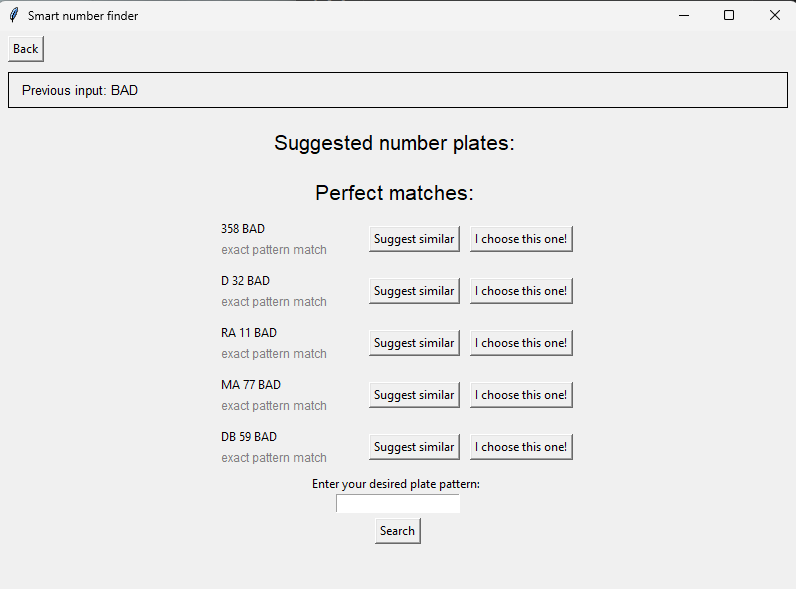 Smart number finder
Back
Previous input: BAD
Suggested number plates:
Perfect matches:
358 BAD
exact pattern match
Suggest similar
I choose this one!
D 32 BAD
exact pattern match
Suggest similar
I choose this one!
RA 11 BAD
exact pattern match
Suggest similar
I choose this one!
MA 77 BAD
exact pattern match
Suggest similar
I choose this one!
DB 59 BAD
exact pattern match
Suggest similar
I choose this one!
Enter your desired plate pattern:
Search